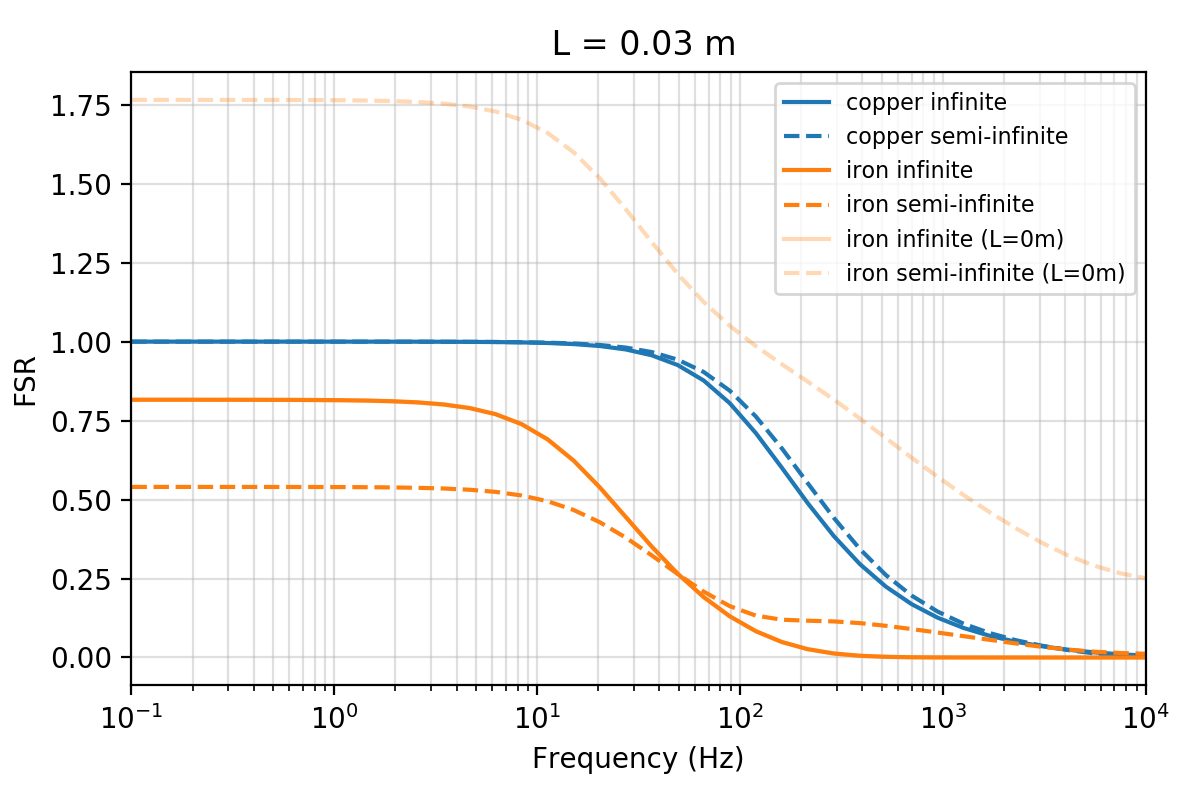 L = 0.03 m
FSR
1.75
1.50
1.25
1.00
0.75
0.50
0.25
0.00
copper infinite
copper semi-infinite
iron infinite
iron semi-infinite
iron infinite (L=0m)
iron semi-infinite (L=0m)
10⁻¹ 10⁰ 10¹ 10² 10³ 10⁴
Frequency (Hz)